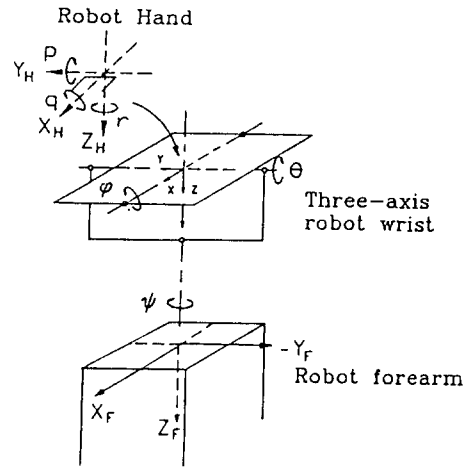 Robot Hand
P
Y_H
q
X_H
r
Z_H
Y
X Z
φ
θ
Three-axis
robot wrist
ψ
-Y_F
Robot forearm
X_F
Z_F